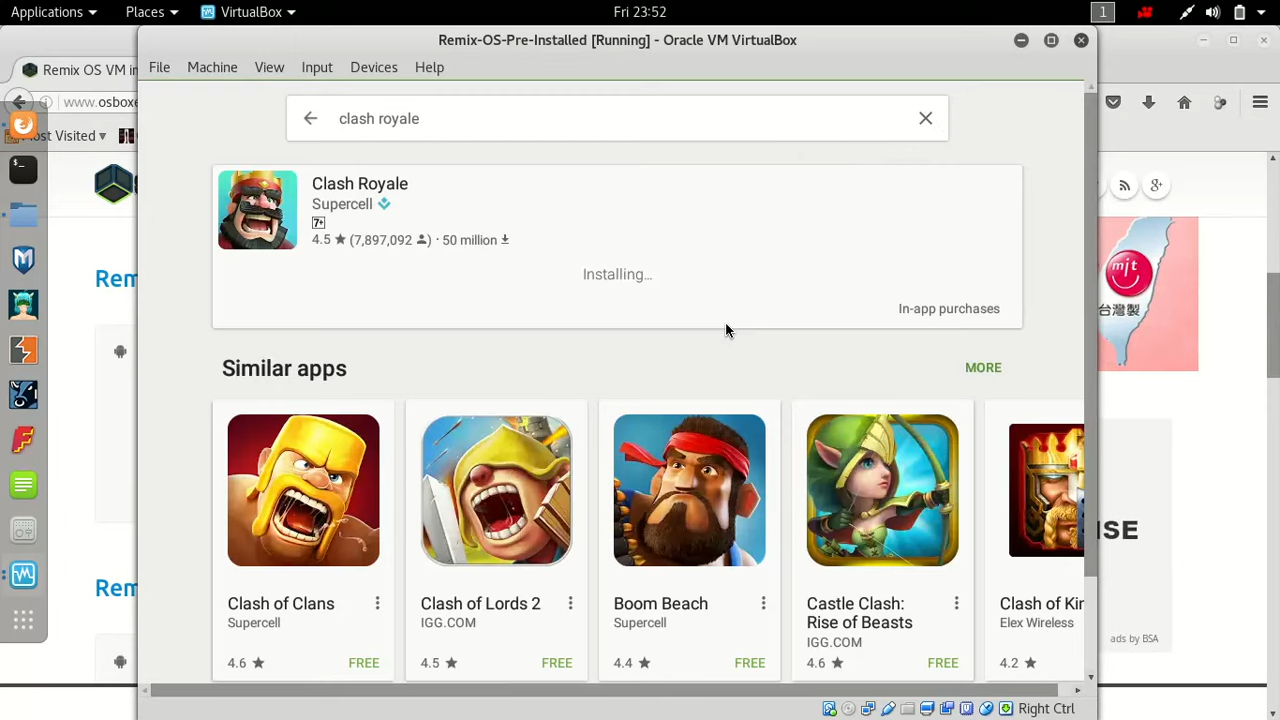 Applications Places VirtualBox Fri 23:52 1
Remix-OS-Pre-Installed [Running] - Oracle VM VirtualBox
Remix OS VM in
File Machine View Input Devices Help
www.osboxe
clash royale
Most Visited
Clash Royale
Supercell
7+
4.5 ★ (7,897,092) · 50 million
Installing...
In-app purchases
Rem
mit
台灣製
Similar apps MORE
Clash of Clans
Supercell
4.6 ★ FREE
Clash of Lords 2
IGG.COM
4.5 ★ FREE
Boom Beach
Supercell
4.4 ★ FREE
Castle Clash:
Rise of Beasts
IGG.COM
4.6 ★ FREE
Clash of Kin
Elex Wireless
4.2 ★
Rem
ISE
ads by BSA
Right Ctrl